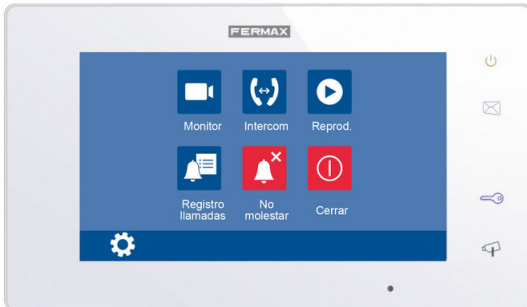 FERMAX
Monitor
Intercom
Reprod.
Registro
llamadas
No
molestar
Cerrar